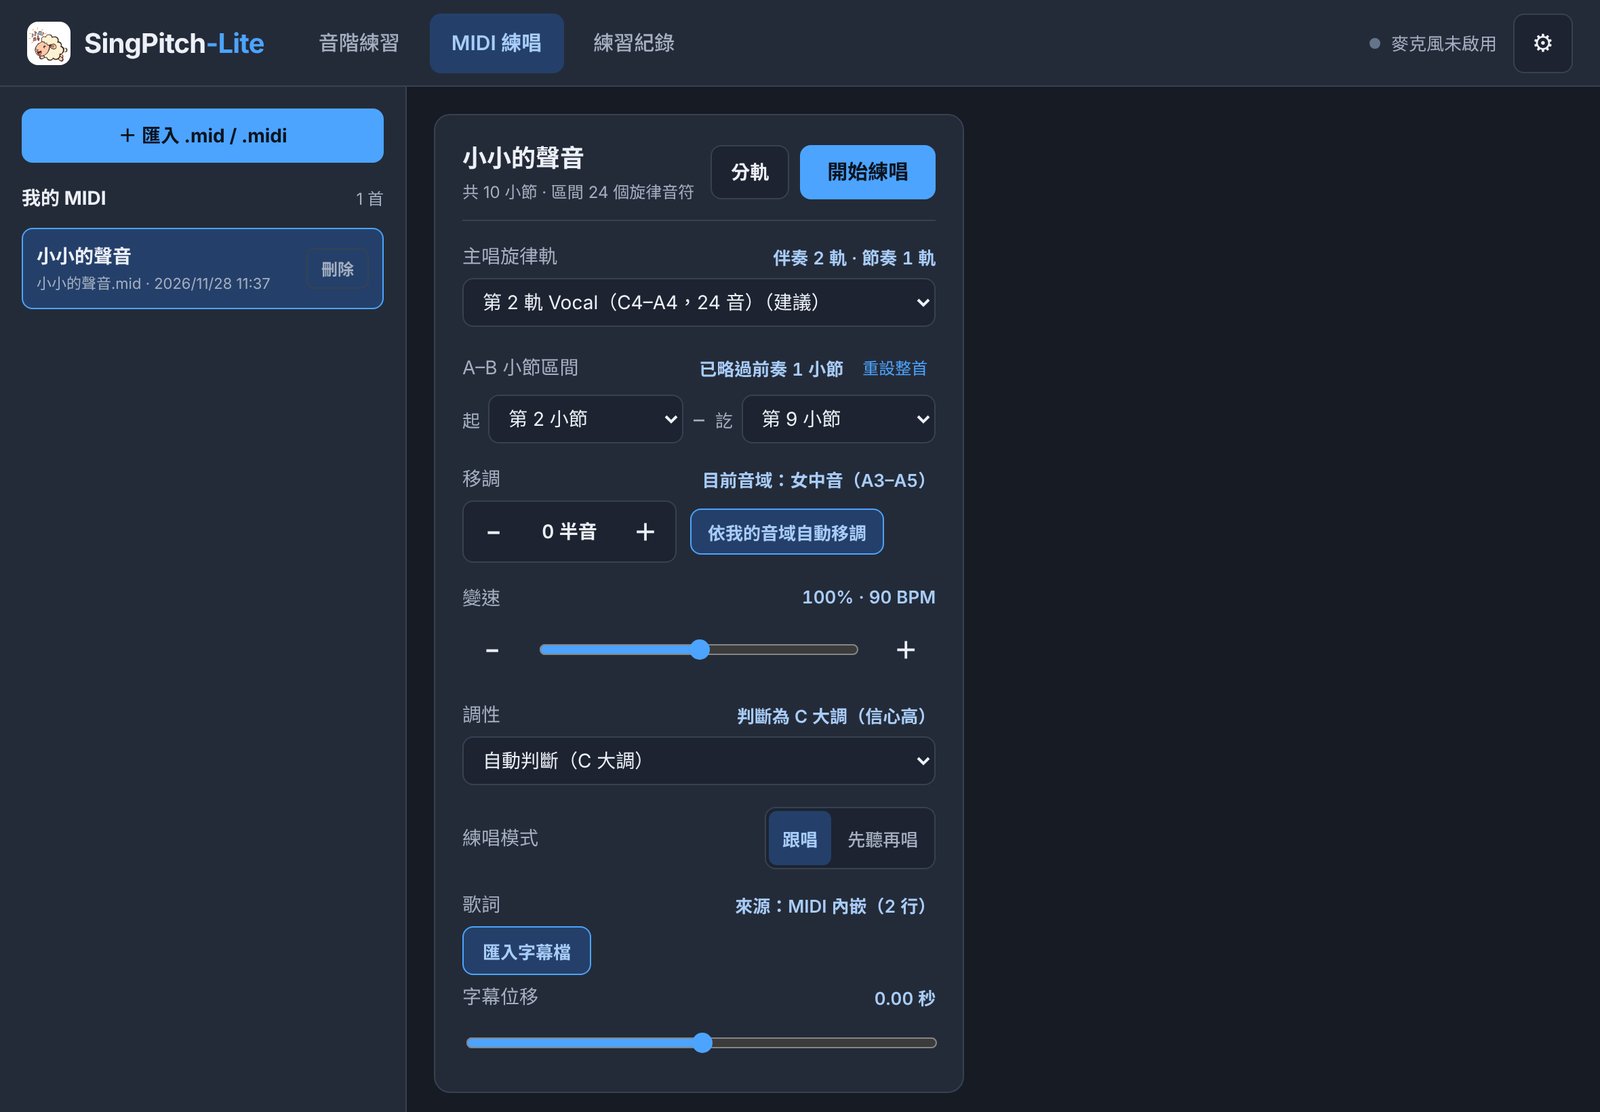 SingPitch-Lite
音階練習
MIDI 練唱
練習紀錄
麥克風未啟用
＋ 匯入 .mid / .midi
我的 MIDI
1 首
小小的聲音
小小的聲音.mid · 2026/11/28 11:37
刪除
小小的聲音
共 10 小節 · 區間 24 個旋律音符
分軌
開始練唱
主唱旋律軌
伴奏 2 軌 · 節奏 1 軌
第 2 軌 Vocal（C4–A4，24 音）（建議）
A–B 小節區間
已略過前奏 1 小節
重設整首
起
第 2 小節
– 訖
第 9 小節
移調
目前音域：女中音（A3–A5）
−
0 半音
＋
依我的音域自動移調
變速
100% · 90 BPM
−
＋
調性
判斷為 C 大調（信心高）
自動判斷（C 大調）
練唱模式
跟唱
先聽再唱
歌詞
來源：MIDI 內嵌（2 行）
匯入字幕檔
字幕位移
0.00 秒